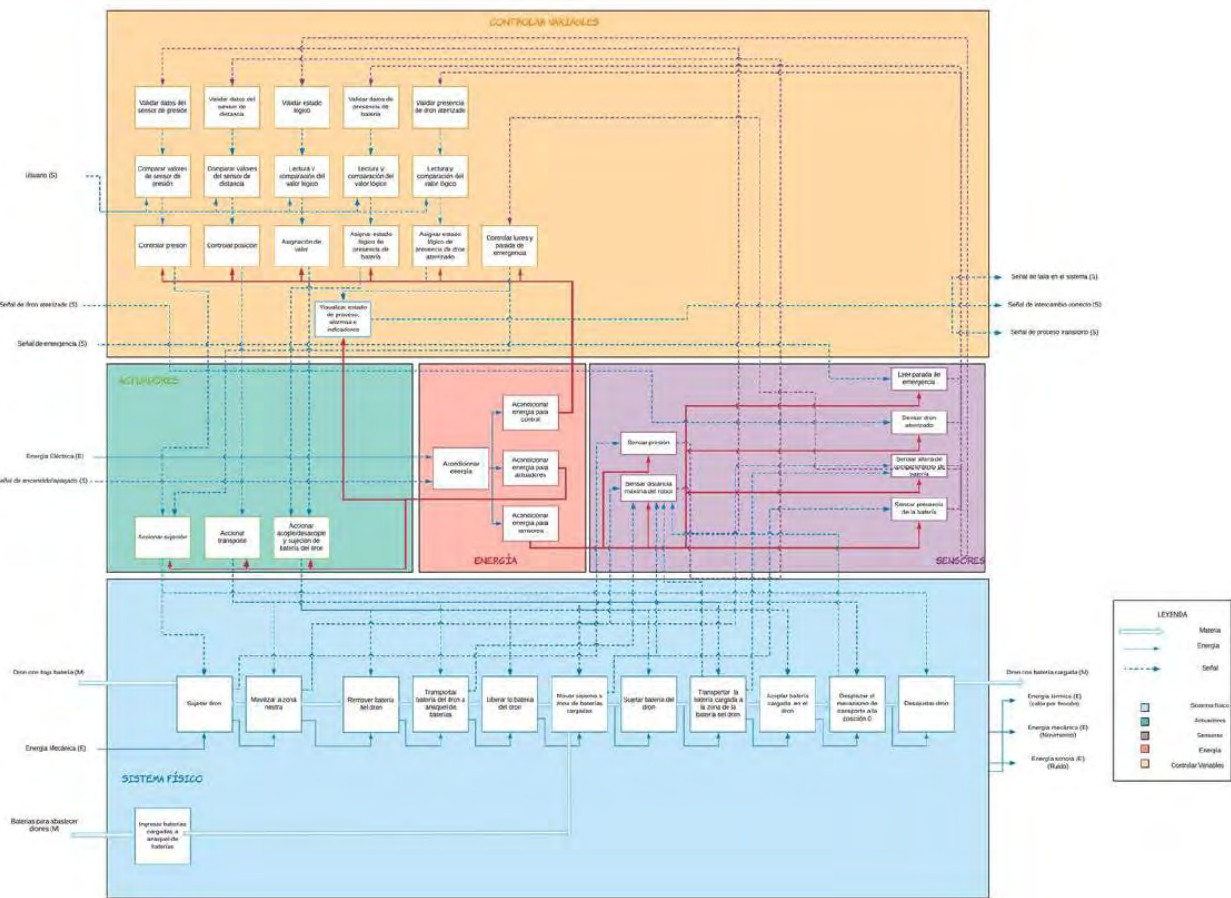 CONTROLAR VARIABLES
Validar datos del
sensor de presión
Validar datos del
sensor de
distancia
Validar estado
lógico
Validar datos de
presencia de
batería
Validar presencia
de dron aterizado
Comparar valores
de sensor de
presión
Comparar valores
del sensor de
distancia
Lectura y
comparación del
valor lógico
Lectura y
comparación del
valor lógico
Lectura y
comparación del
valor lógico
Usuario (S)
Controlar presión
Controlar posición
Asignación de
valor
Asignar estado
lógico de
presencia de
batería
Asignar estado
lógico de
presencia de dron
aterizado
Controlar luces y
parada de
emergencia
Señal de dron aterizado (S)
Señal de emergencia (S)
Visualizar estado
de proceso,
alarmas e
indicadores
Señal de falla en el sistema (S)
Señal de intercambio correcto (S)
Señal de proceso transitorio (S)
ACTUADORES
Energía Eléctrica (E)
Señal de encendido/apagado (S)
Accionar sujeción
Accionar
transporte
Accionar
acople/desacople
y sujeción de
batería del dron
Acondicionar
energía
Acondicionar
energía para
control
Acondicionar
energía para
actuadores
Acondicionar
energía para
sensores
ENERGÍA
Sensar presión
Sensar distancia
máxima del robot
Leer parada de
emergencia
Sensar dron
aterizado
Sensar altura de
batería
Sensar presencia
de la batería
SENSORES
Dron con baja batería (M)
Energía Mecánica (E)
Sujetar dron
Movilizar a zona
neutra
Remover batería
del dron
Transportar
batería del dron a
anaquel de
baterías
Liberar la batería
del dron
Mover sistema a
zona de baterías
cargadas
Sujetar batería del
dron
Transportar la
batería cargada a
la zona de la
batería del dron
Acoplar batería
cargada en el
dron
Desplazar el
mecanismo de
transporte a la
posición 0
Desajustar dron
Dron con batería cargada (M)
Energía térmica (E)
(calor por fricción)
Energía mecánica (E)
(Movimiento)
Energía sonora (E)
(Ruido)
SISTEMA FÍSICO
Baterías para abastecer
drones (M)
Ingresar baterías
cargadas a
anaquel de
baterías
LEYENDA
Materia
Energía
Señal
Sistema físico
Actuadores
Sensores
Energía
Controlar Variables